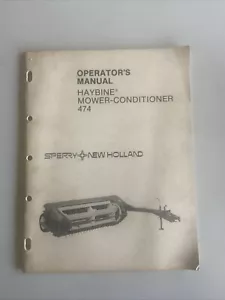 OPERATOR'S
MANUAL
HAYBINE®
MOWER-CONDITIONER
474
SPERRY NEW HOLLAND